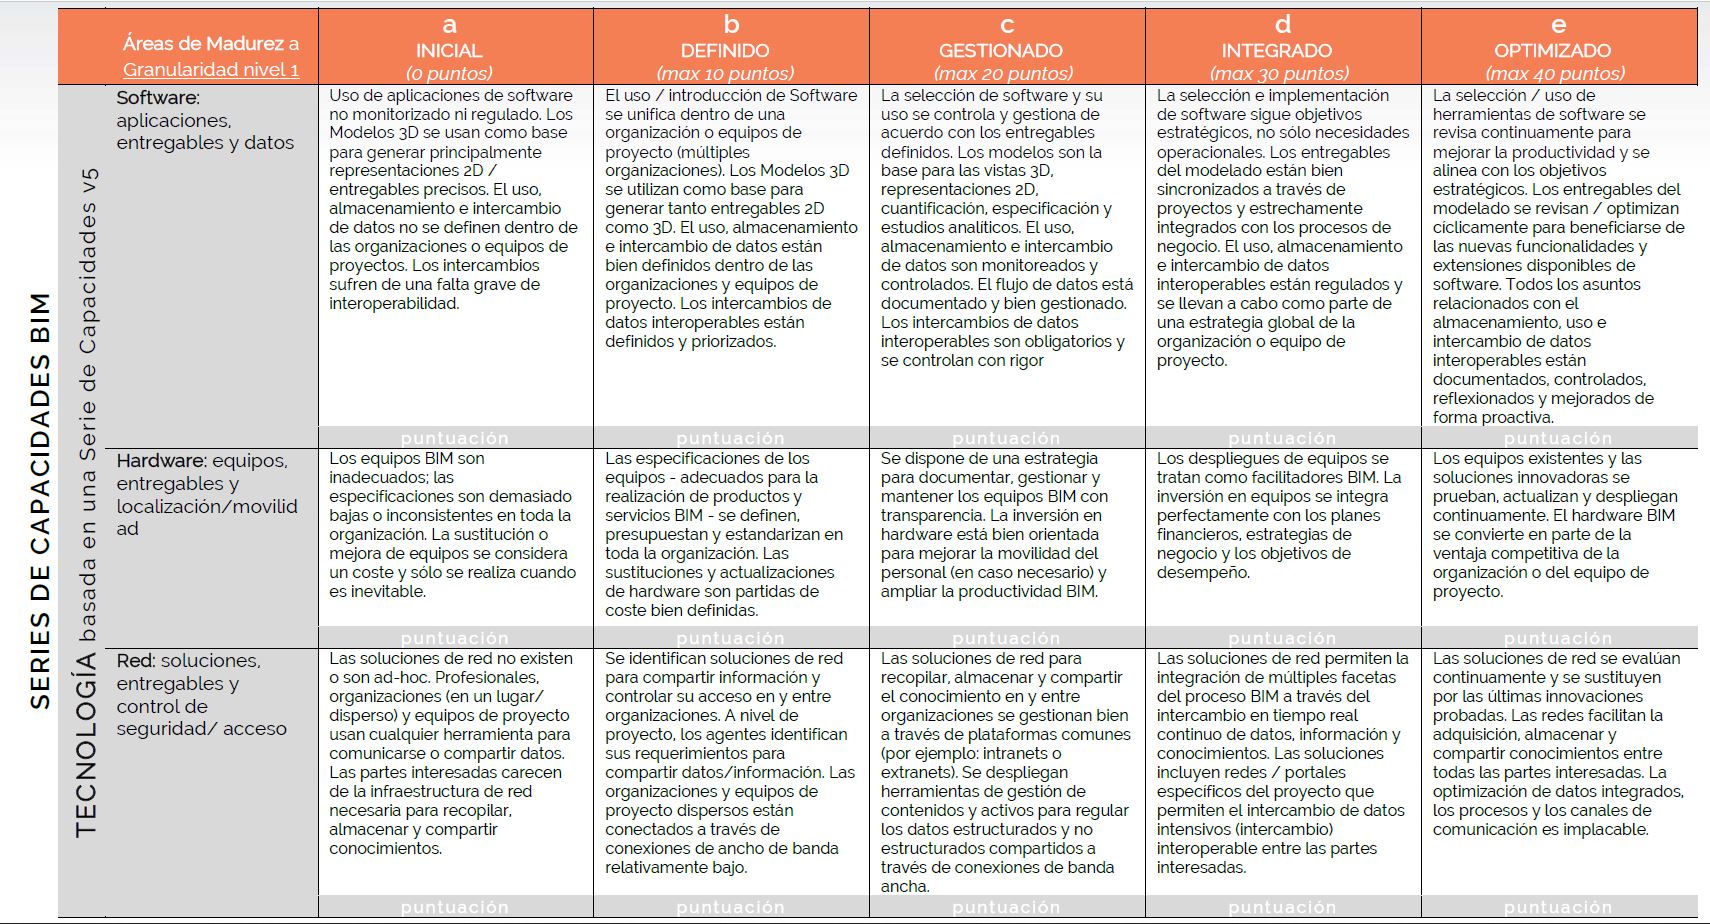 SERIES DE CAPACIDADES BIM
TECNOLOGÍA basada en una Serie de Capacidades v5
Áreas de Madurez a
Granularidad nivel 1
a
INICIAL
(0 puntos)
b
DEFINIDO
(max 10 puntos)
c
GESTIONADO
(max 20 puntos)
d
INTEGRADO
(max 30 puntos)
e
OPTIMIZADO
(max 40 puntos)
Software:
aplicaciones,
entregables y datos
Uso de aplicaciones de software
no monitorizado ni regulado. Los
Modelos 3D se usan como base
para generar principalmente
representaciones 2D /
entregables precisos. El uso,
almacenamiento e intercambio
de datos no se definen dentro de
las organizaciones o equipos de
proyectos. Los intercambios
sufren de una falta grave de
interoperabilidad.
puntuación
El uso / introducción de Software
se unifica dentro de una
organización o equipos de
proyecto (múltiples
organizaciones). Los Modelos 3D
se utilizan como base para
generar tanto entregables 2D
como 3D. El uso, almacenamiento
e intercambio de datos están
bien definidos dentro de las
organizaciones y equipos de
proyecto. Los intercambios de
datos interoperables están
definidos y priorizados.
puntuación
La selección de software y su
uso se controla y gestiona de
acuerdo con los entregables
definidos. Los modelos son la
base para las vistas 3D,
representaciones 2D,
cuantificación, especificación y
estudios analíticos. El uso,
almacenamiento e intercambio
de datos son monitoreados y
controlados. El flujo de datos está
documentado y bien gestionado.
Los intercambios de datos
interoperables son obligatorios y
se controlan con rigor
puntuación
La selección e implementación
de software sigue objetivos
estratégicos, no sólo necesidades
operacionales. Los entregables
del modelado están bien
sincronizados a través de
proyectos y estrechamente
integrados con los procesos de
negocio. El uso, almacenamiento
e intercambio de datos
interoperables están regulados y
se llevan a cabo como parte de
una estrategia global de la
organización o equipo de
proyecto.
puntuación
La selección / uso de
herramientas de software se
revisa continuamente para
mejorar la productividad y se
alinea con los objetivos
estratégicos. Los entregables del
modelado se revisan / optimizan
cíclicamente para beneficiarse de
las nuevas funcionalidades y
extensiones disponibles de
software. Todos los asuntos
relacionados con el
almacenamiento, uso e
intercambio de datos
interoperables están
documentados, controlados,
reflexionados y mejorados de
forma proactiva.
puntuación
Hardware: equipos,
entregables y
localización/movilid
ad
Los equipos BIM son
inadecuados; las
especificaciones son demasiado
bajas o inconsistentes en toda la
organización. La sustitución o
mejora de equipos se considera
un coste y sólo se realiza cuando
es inevitable.
puntuación
Las especificaciones de los
equipos - adecuados para la
realización de productos y
servicios BIM - se definen,
presupuestan y estandarizan en
toda la organización. Las
sustituciones y actualizaciones
de hardware son partidas de
coste bien definidas.
puntuación
Se dispone de una estrategia
para documentar, gestionar y
mantener los equipos BIM con
transparencia. La inversión en
hardware está bien orientada
para mejorar la movilidad del
personal (en caso necesario) y
ampliar la productividad BIM.
puntuación
Los despliegues de equipos se
tratan como facilitadores BIM. La
inversión en equipos se integra
perfectamente con los planes
financieros, estrategias de
negocio y los objetivos de
desempeño.
puntuación
Los equipos existentes y las
soluciones innovadoras se
prueban, actualizan y despliegan
continuamente. El hardware BIM
se convierte en parte de la
ventaja competitiva de la
organización o del equipo de
proyecto.
puntuación
Red: soluciones,
entregables y
control de
seguridad/ acceso
Las soluciones de red no existen
o son ad-hoc. Profesionales,
organizaciones (en un lugar/
disperso) y equipos de proyecto
usan cualquier herramienta para
comunicarse o compartir datos.
Las partes interesadas carecen
de la infraestructura de red
necesaria para recopilar,
almacenar y compartir
conocimientos.
puntuación
Se identifican soluciones de red
para compartir información y
controlar su acceso en y entre
organizaciones. A nivel de
proyecto, los agentes identifican
sus requerimientos para
compartir datos/información. Las
organizaciones y equipos de
proyecto dispersos están
conectados a través de
conexiones de ancho de banda
relativamente bajo.
puntuación
Las soluciones de red para
recopilar, almacenar y compartir
el conocimiento en y entre
organizaciones se gestionan bien
a través de plataformas comunes
(por ejemplo: intranets o
extranets). Se despliegan
herramientas de gestión de
contenidos y activos para regular
los datos estructurados y no
estructurados compartidos a
través de conexiones de banda
ancha.
puntuación
Las soluciones de red permiten la
integración de múltiples facetas
del proceso BIM a través del
intercambio en tiempo real
continuo de datos, información y
conocimientos. Las soluciones
incluyen redes / portales
específicos del proyecto que
permiten el intercambio de datos
intensivos (intercambio)
interoperable entre las partes
interesadas.
puntuación
Las soluciones de red se evalúan
continuamente y se sustituyen
por las últimas innovaciones
probadas. Las redes facilitan la
adquisición, almacenar y
compartir conocimientos entre
todas las partes interesadas. La
optimización de datos integrados,
los procesos y los canales de
comunicación es implacable.
puntuación